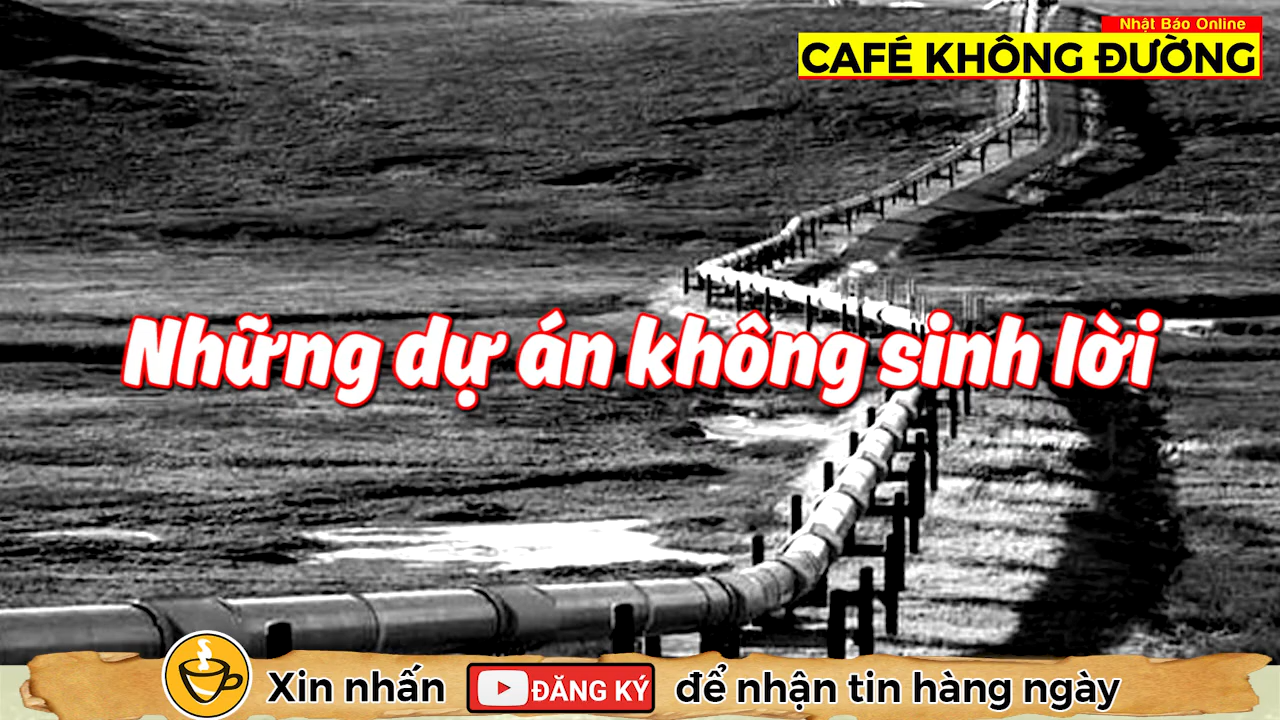 Nhật Báo Online
CAFÉ KHÔNG ĐƯỜNG
Những dự án không sinh lời
Xin nhấn ĐĂNG KÝ để nhận tin hàng ngày